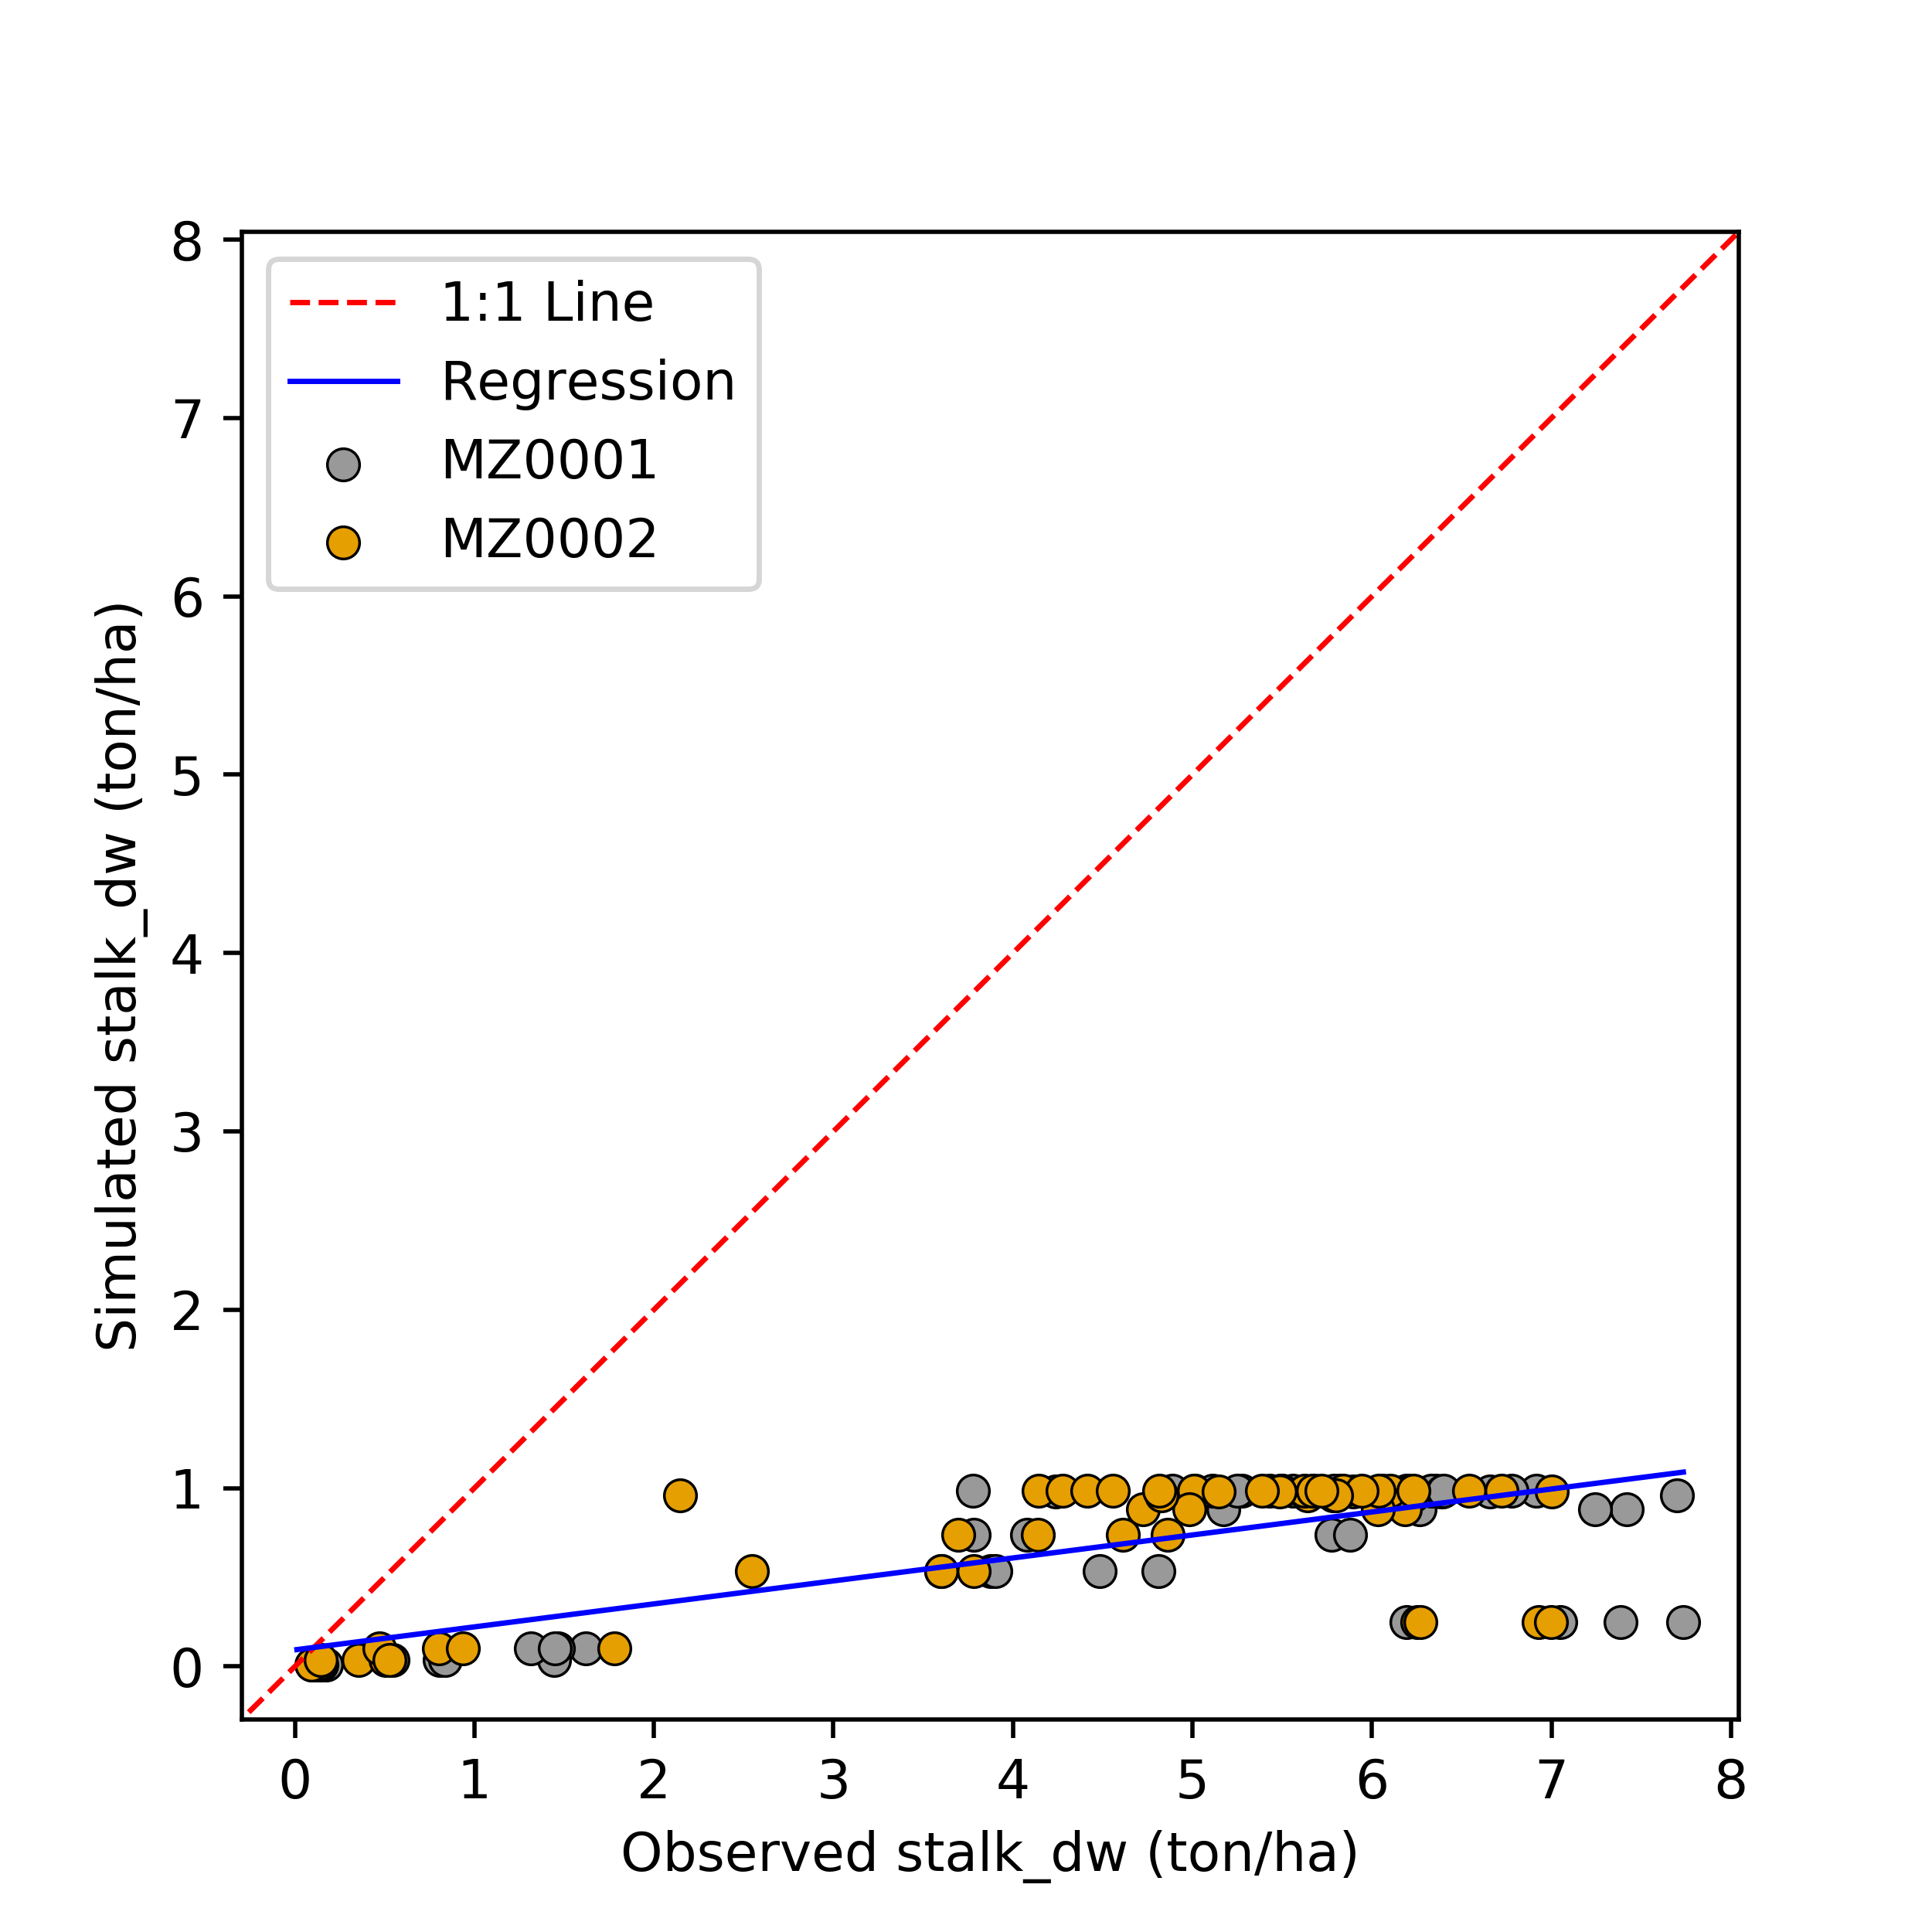 1:1 Line
Regression
MZ0001
MZ0002
Simulated stalk_dw (ton/ha)
8
7
6
5
4
3
2
1
0
0 1 2 3 4 5 6 7 8
Observed stalk_dw (ton/ha)